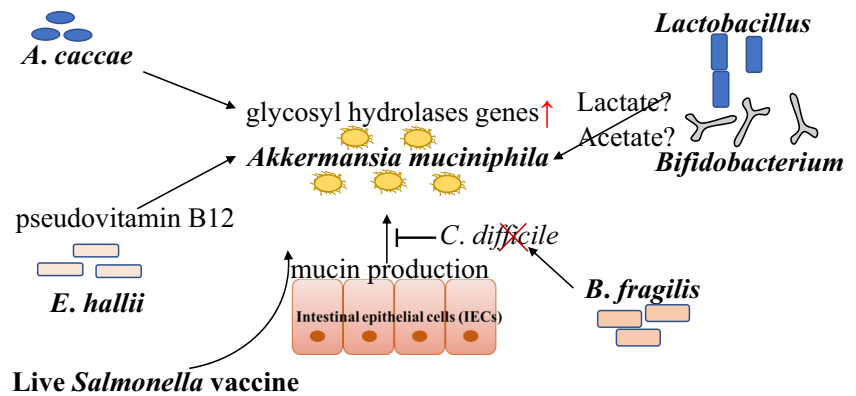 Lactobacillus
A. caccae
Lactate?
glycosyl hydrolases genes↑
Acetate?
Akkermansia muciniphila
Bifidobacterium
pseudovitamin B12
C. difficile
mucin production
E. hallii
B. fragilis
Intestinal epithelial cells (IECs)
Live Salmonella vaccine